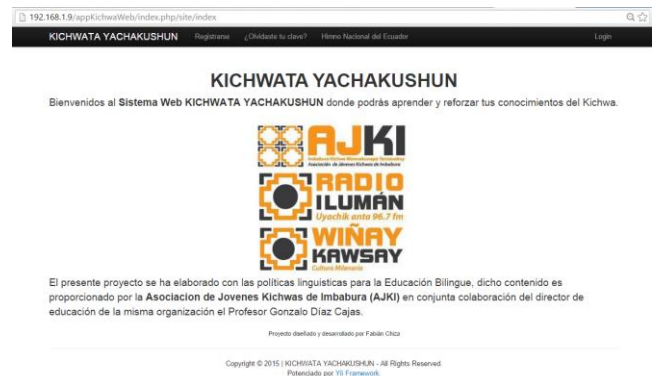 192.168.1.9/appKichwaWeb/index.php/site/index
KICHWATA YACHAKUSHUN Registrarse ¿Olvidaste tu clave? Himno Nacional del Ecuador Login
KICHWATA YACHAKUSHUN
Bienvenidos al Sistema Web KICHWATA YACHAKUSHUN donde podrás aprender y reforzar tus conocimientos del Kichwa.
AJKI
Asociación de Jóvenes Kichwas de Imbabura
RADIO
ILUMÁN
Uyachik anta 96.7 fm
WIÑAY
KAWSAY
Cultura Milenaria
El presente proyecto se ha elaborado con las políticas linguisticas para la Educación Bilingue, dicho contenido es
proporcionado por la Asociacion de Jovenes Kichwas de Imbabura (AJKI) en conjunta colaboración del director de
educación de la misma organización el Profesor Gonzalo Díaz Cajas.
Proyecto diseñado y desarrollado por Fabián Chiza
Copyright © 2015 | KICHWATA YACHAKUSHUN - All Rights Reserved.
Potenciado por Yii Framework